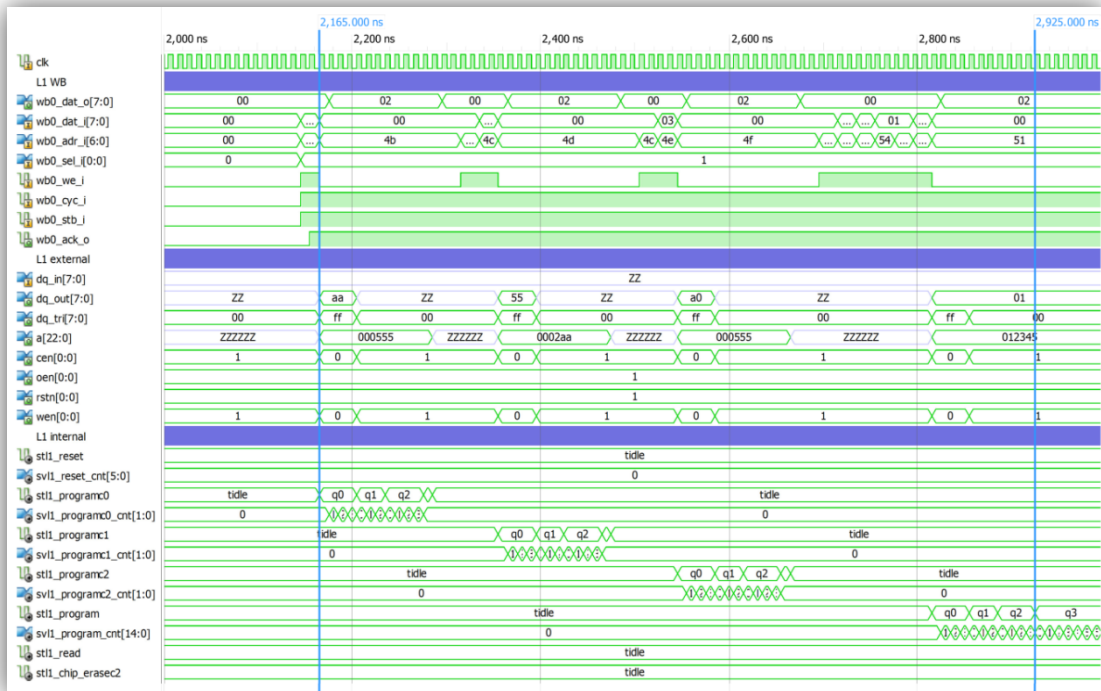 2,165.000 ns 2,925.000 ns
2,000 ns 2,200 ns 2,400 ns 2,600 ns 2,800 ns
clk
L1 WB
wb0_dat_o[7:0] 00 02 00 02 00 02 00 02
wb0_dat_i[7:0] 00 ... 00 ... 00 03 00 ... ... 01 ... 00
wb0_adr_i[6:0] 00 ... 4b ... 4c 4d 4c 4e 4f ... ... ... 54 ... ... 51
wb0_sel_i[0:0] 0 1
wb0_we_i
wb0_cyc_i
wb0_stb_i
wb0_ack_o
L1 external
dq_in[7:0] ZZ
dq_out[7:0] ZZ aa ZZ 55 ZZ a0 ZZ 01
dq_tri[7:0] 00 ff 00 ff 00 ff 00 ff 00
a[22:0] ZZZZZZ 000555 ZZZZZZ 0002aa ZZZZZZ 000555 ZZZZZZ 012345
cen[0:0] 1 0 1 0 1 0 1 0 1
oen[0:0] 1
rstn[0:0] 1
wen[0:0] 1 0 1 0 1 0 1 0 1
L1 internal
stl1_reset tidle
svl1_reset_cnt[5:0] 0
stl1_programc0 tidle q0 q1 q2 tidle
svl1_programc0_cnt[1:0] 0 0
stl1_programc1 tidle q0 q1 q2 tidle
svl1_programc1_cnt[1:0] 0 0
stl1_programc2 tidle q0 q1 q2 tidle
svl1_programc2_cnt[1:0] 0 0
stl1_program tidle q0 q1 q2 q3
svl1_program_cnt[14:0] 0
stl1_read tidle
stl1_chip_erasec2 tidle